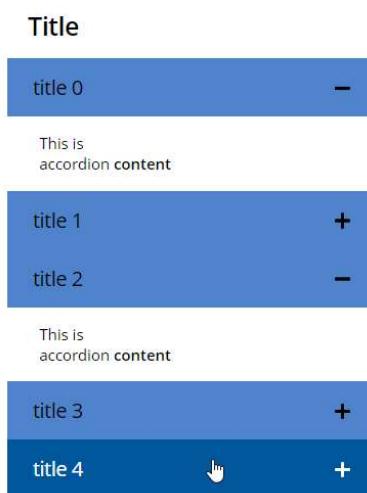 Title
title 0
This is
accordion content
title 1
title 2
This is
accordion content
title 3
title 4